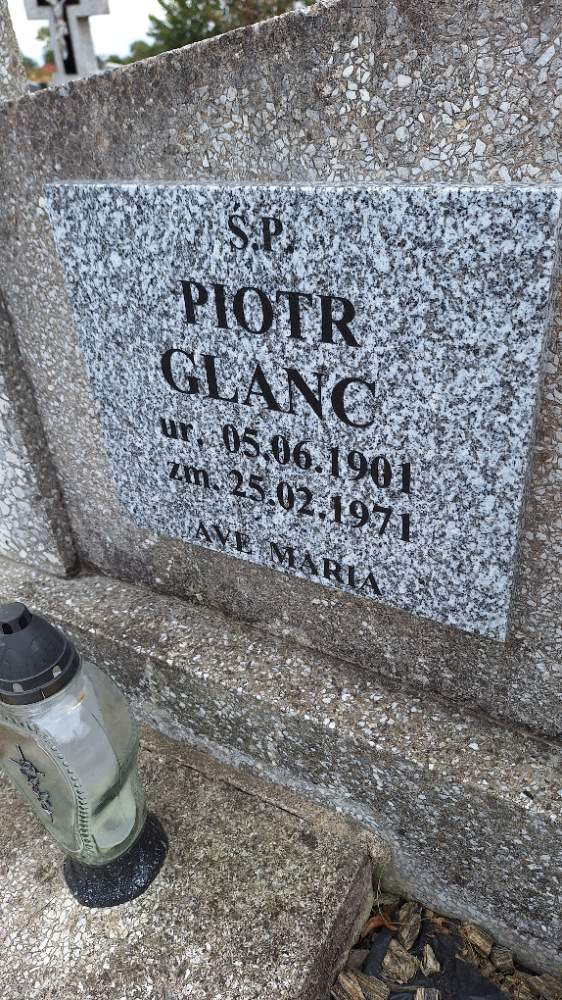 Ś.P.
PIOTR
GLANC
ur. 05.06.1901
zm. 25.02.1971
AVE MARIA